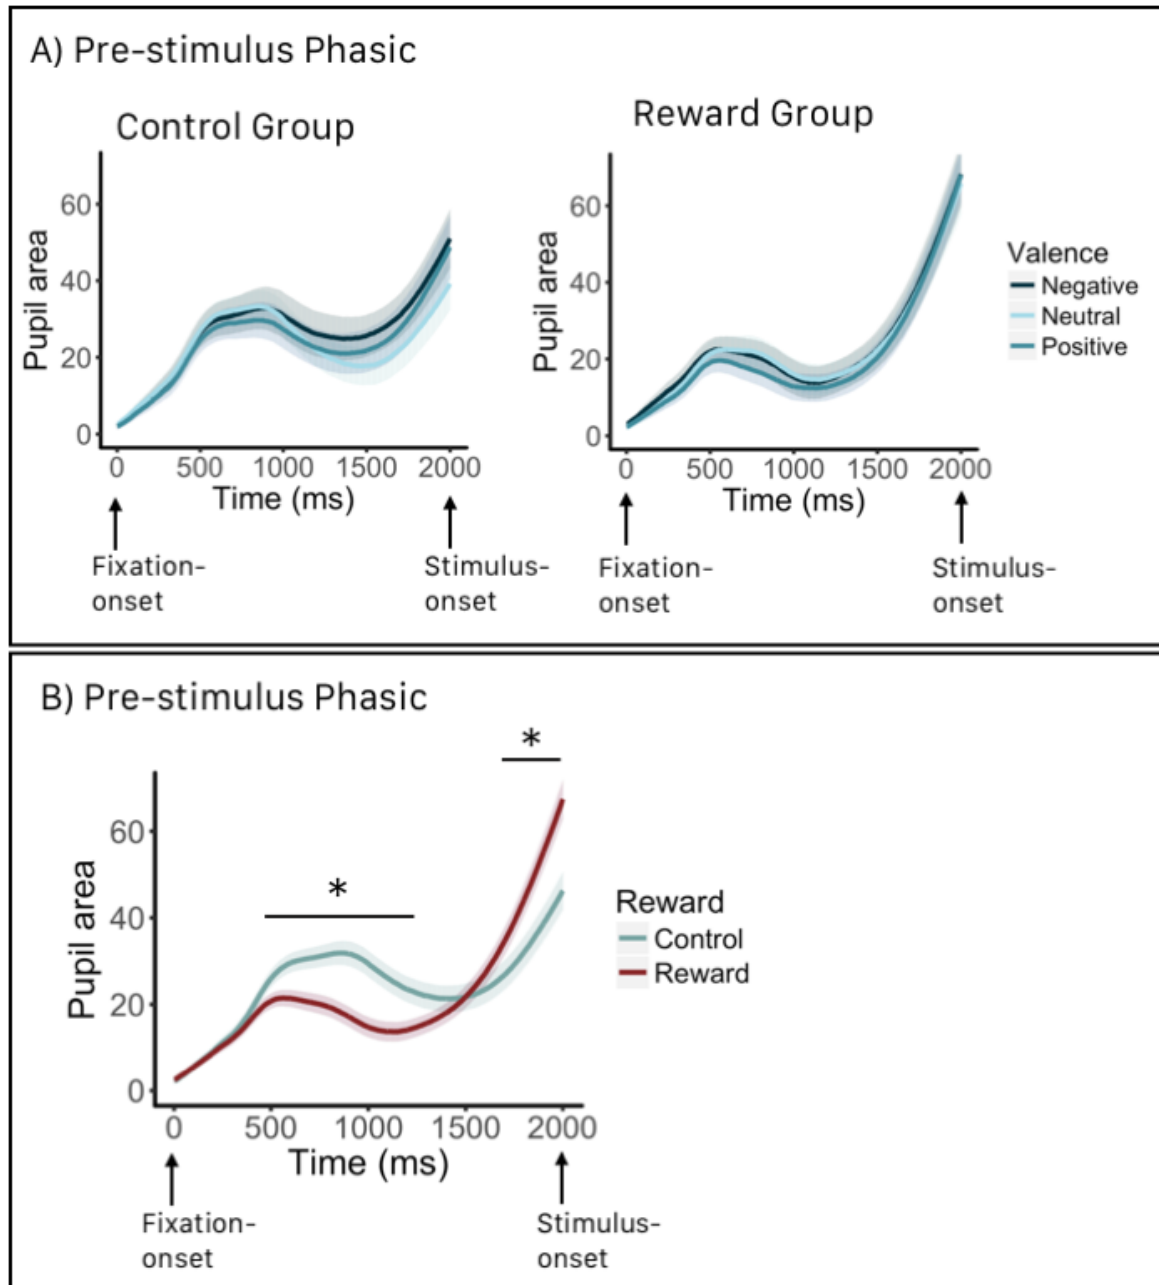 A) Pre-stimulus Phasic
Control Group
Pupil area
60
40
20
0
0 500 1000 1500 2000
Time (ms)
Fixation-
onset
Stimulus-
onset
Reward Group
Pupil area
60
40
20
0
0 500 1000 1500 2000
Time (ms)
Fixation-
onset
Stimulus-
onset
Valence
Negative
Neutral
Positive
B) Pre-stimulus Phasic
*
*
Pupil area
60
40
20
0
0 500 1000 1500 2000
Time (ms)
Fixation-
onset
Stimulus-
onset
Reward
Control
Reward